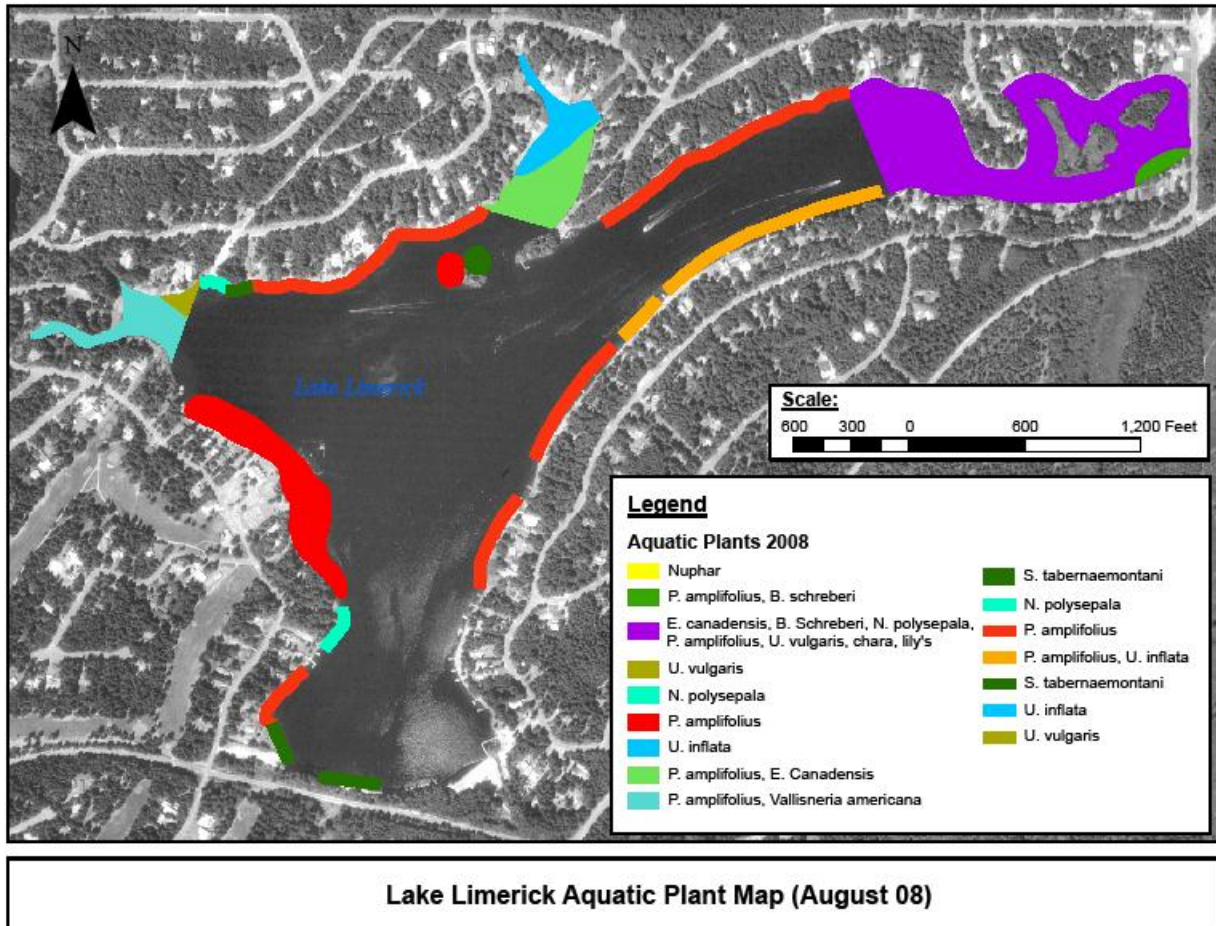 N
Lake Limerick
Scale:
600 300 0 600 1,200 Feet
Legend
Aquatic Plants 2008
Nuphar
P. amplifolius, B. schreberi
E. canadensis, B. Schreberi, N. polysepala,
P. amplifolius, U. vulgaris, chara, lily's
U. vulgaris
N. polysepala
P. amplifolius
U. inflata
P. amplifolius, E. Canadensis
P. amplifolius, Vallisneria americana
S. tabernaemontani
N. polysepala
P. amplifolius
P. amplifolius, U. inflata
S. tabernaemontani
U. inflata
U. vulgaris
Lake Limerick Aquatic Plant Map (August 08)